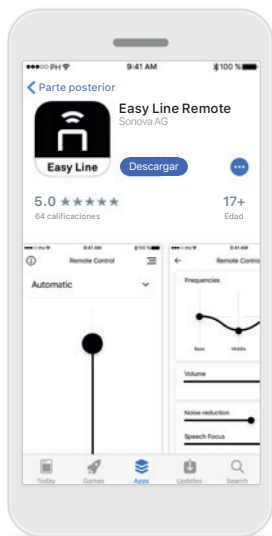 PH
9:41 AM
100 %
Parte posterior
Easy Line Remote
Sonova AG
Easy Line
Descargar
5.0 ★★★★★
17+
64 calificaciones
Edad
9:41 AM
Remote Control
Automatic
9:41 AM
Remote Contro
Frequencies
Bass
Middle
Volume
Noise reduction
Speech Focus
Today
Games
Apps
Updates
Search